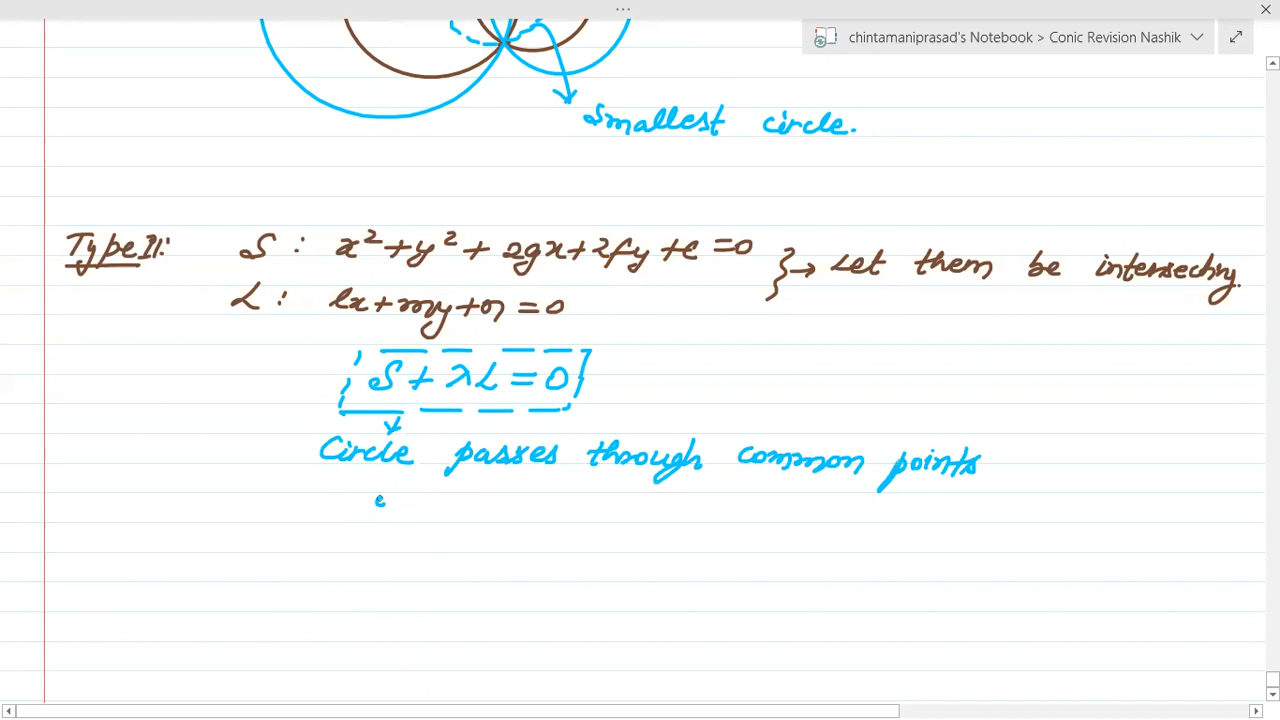 ...
chintamaniprasad's Notebook > Conic Revision Nashik
Smallest circle.
Type II: S : x² + y² + 2gx + 2fy + c = 0
L : lx + my + n = 0
} → Let them be intersecting.
S + λL = 0
Circle passes through common points